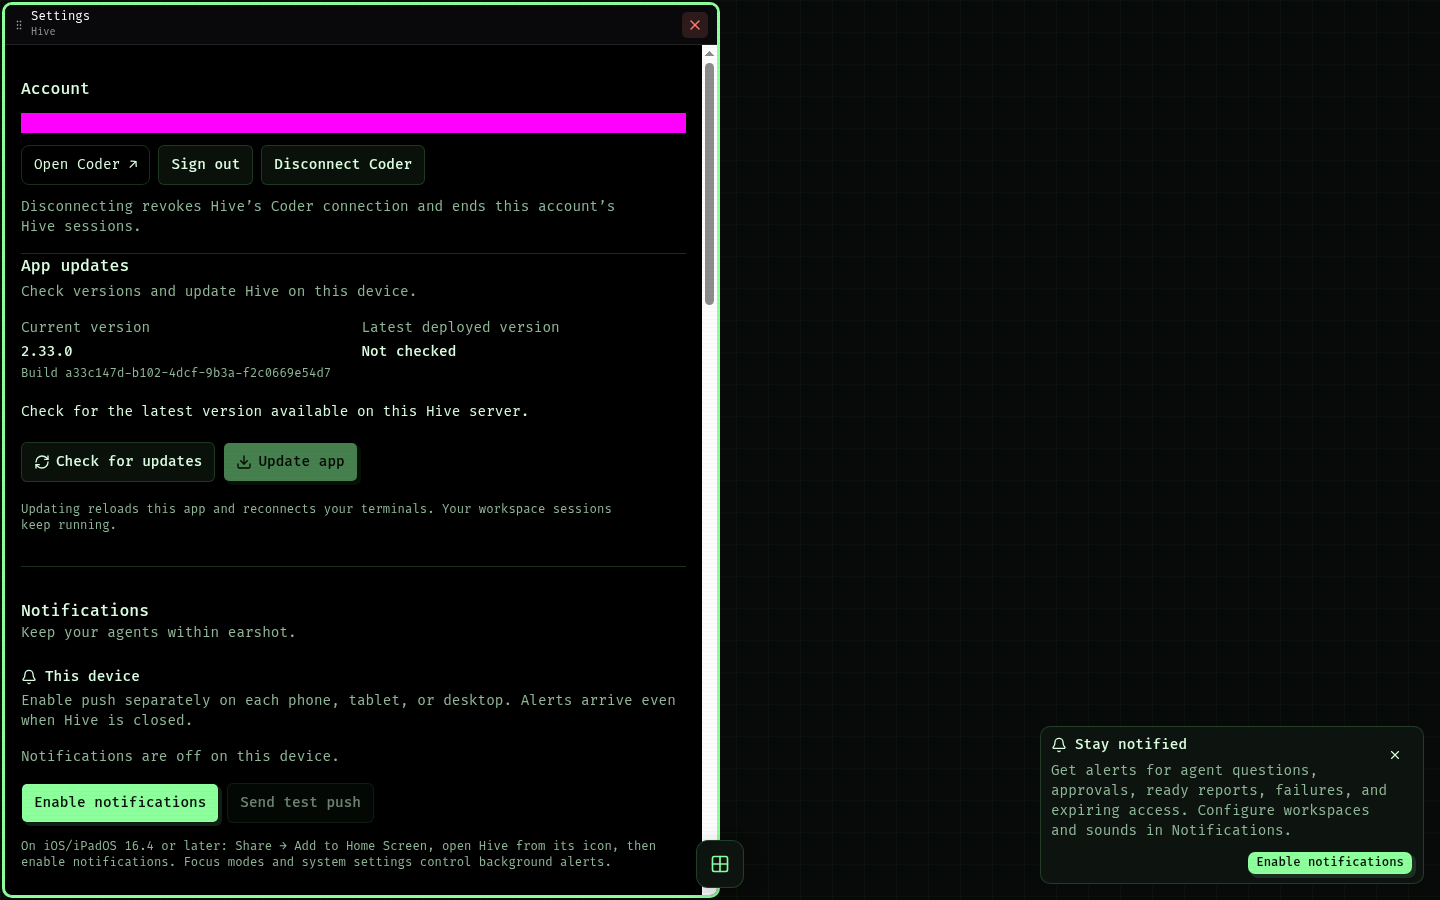 Settings
Hive
Account
Open Coder ↗
Sign out
Disconnect Coder
Disconnecting revokes Hive’s Coder connection and ends this account’s
Hive sessions.
App updates
Check versions and update Hive on this device.
Current version
2.33.0
Build a33c147d-b102-4dcf-9b3a-f2c0669e54d7
Latest deployed version
Not checked
Check for the latest version available on this Hive server.
Check for updates
Update app
Updating reloads this app and reconnects your terminals. Your workspace sessions
keep running.
Notifications
Keep your agents within earshot.
This device
Enable push separately on each phone, tablet, or desktop. Alerts arrive even
when Hive is closed.
Notifications are off on this device.
Enable notifications
Send test push
On iOS/iPadOS 16.4 or later: Share → Add to Home Screen, open Hive from its icon, then
enable notifications. Focus modes and system settings control background alerts.
Stay notified
Get alerts for agent questions,
approvals, ready reports, failures, and
expiring access. Configure workspaces
and sounds in Notifications.
Enable notifications